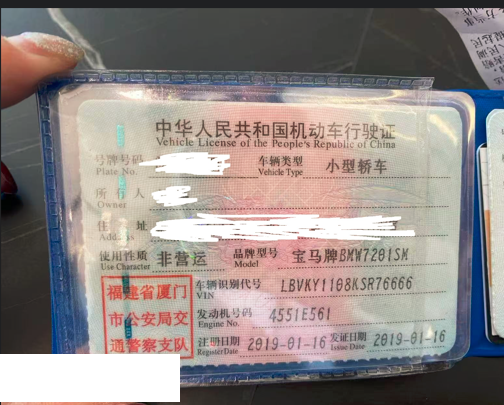 中华人民共和国机动车行驶证
Vehicle License of the People's Republic of China
号牌号码 车辆类型 小型轿车
Plate No. Vehicle Type
所有人
Owner
住址
Address
使用性质 非营运 品牌型号 宝马牌BMW7201SM
Use Character Model
福建省厦门
市公安局交
通警察支队
车辆识别代号 LBVKY1108KSR76666
VIN
发动机号码 4551E561
Engine No.
注册日期 2019-01-16 发证日期 2019-01-16
Register Date Issue Date